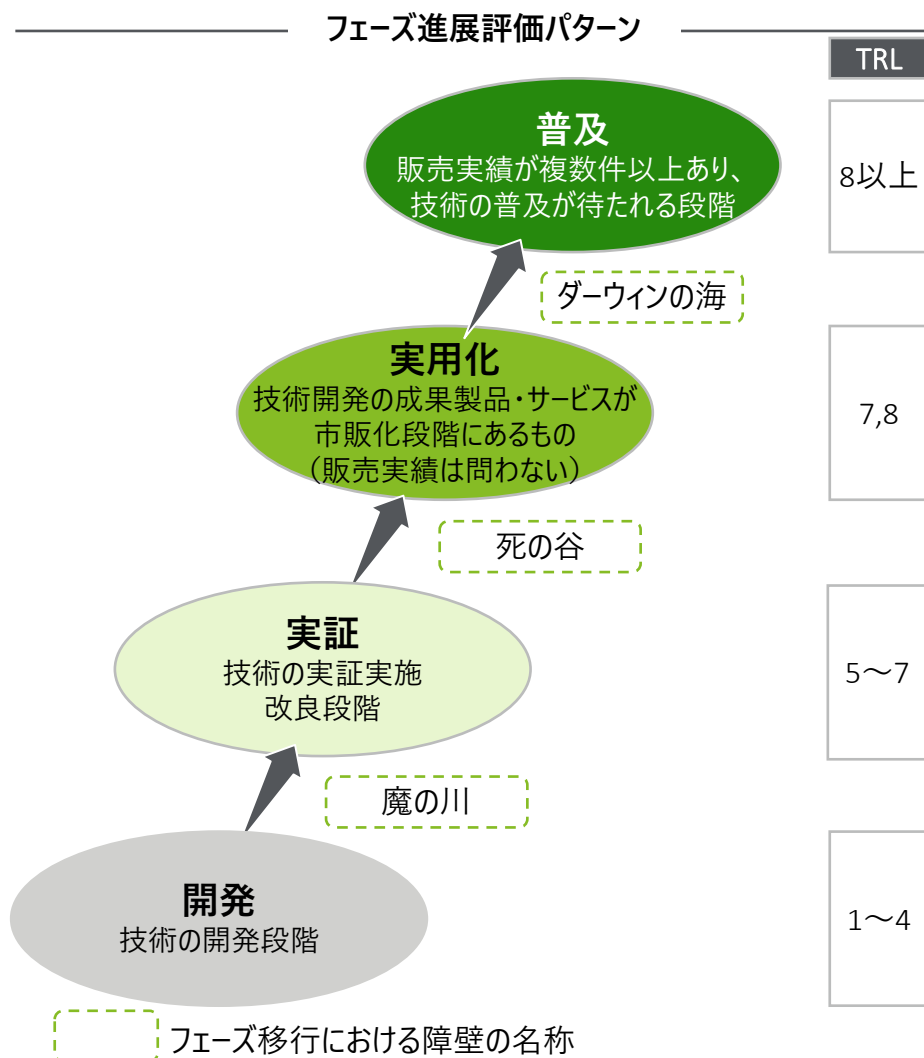 フェーズ進展評価パターン
TRL
普及
販売実績が複数件以上あり、
技術の普及が待たれる段階
8以上
ダーウィンの海
実用化
技術開発の成果製品・サービスが
市販化段階にあるもの
（販売実績は問わない）
7,8
死の谷
実証
技術の実証実施
改良段階
5～7
魔の川
開発
技術の開発段階
1～4
フェーズ移行における障壁の名称